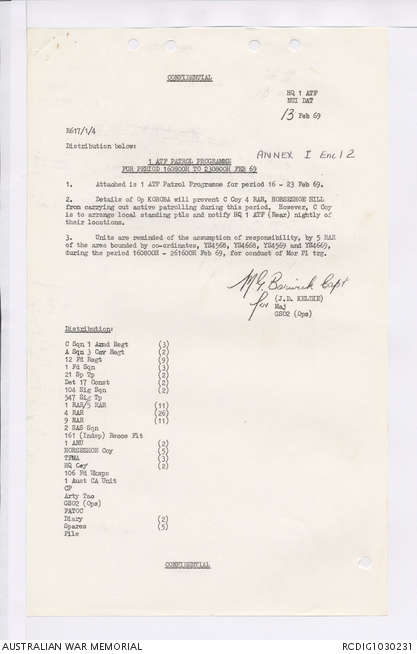 CONFIDENTIAL
HQ 1 ATF
NUI DAT
13 Feb 69
R617/1/4
Distribution below:
ANNEX I Encl 2
1 ATF PATROL PROGRAMME
FOR PERIOD 160800H TO 230800H FEB 69
1. Attached is 1 ATF Patrol Programme for period 16 - 23 Feb 69.
2. Details of Op KOROBA will prevent C Coy 4 RAR, HORSESHOE HILL
from carrying out active patrolling during this period. However, C Coy
is to arrange local standing ptls and notify HQ 1 ATF (Rear) nightly of
their locations.
3. Units are reminded of the assumption of responsibility, by 5 RAR
of the area bounded by co-ordinates, YS4568, YS4668, YS4569 and YS4669,
during the period 160800H - 261600H Feb 69, for conduct of Mor Pl trg.
M G Barwick Capt
for (J.D. KELDIE)
Maj
GSO2 (Ops)
Distribution:
C Sqn 1 Armd Regt (3)
A Sqn 3 Cav Regt (2)
12 Fd Regt (9)
1 Fd Sqn (3)
21 Sp Tp (2)
Det 17 Const (2)
104 Sig Sqn (2)
547 Sig Tp
1 RAR/5 RAR (11)
4 RAR (26)
9 RAR (11)
2 SAS Sqn
161 (Indep) Recce Flt
1 ANU (2)
HORSESHOE Coy (5)
TFMA (3)
HQ Coy (2)
106 Fd Wksps
1 Aust CA Unit
CP
Arty Tac
GSO2 (Ops)
PATOC
Diary (2)
Spares (5)
File
CONFIDENTIAL
AUSTRALIAN WAR MEMORIAL
RCDIG1030231